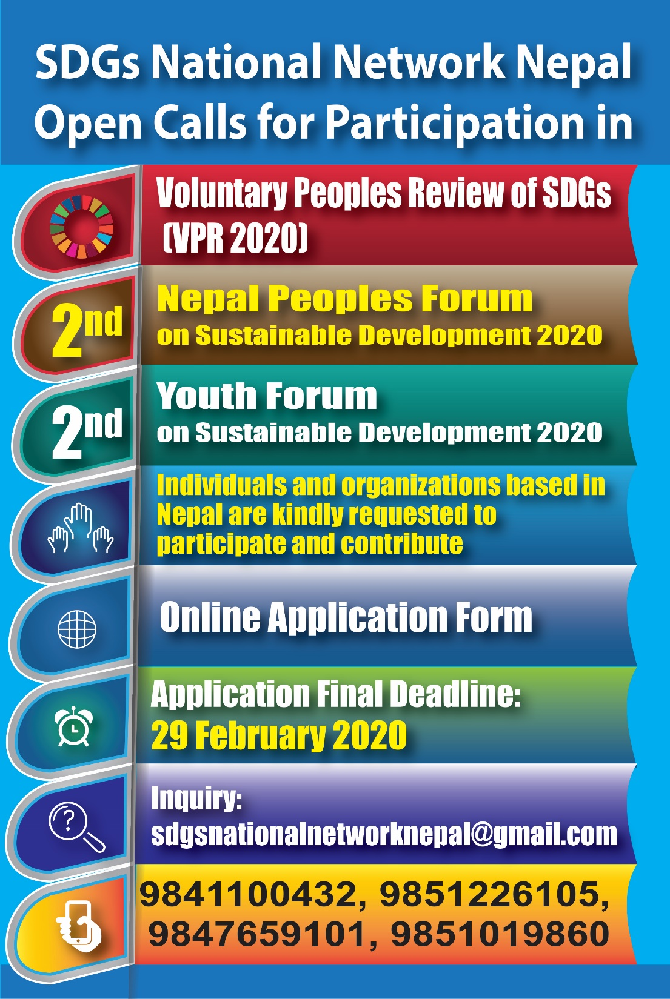 SDGs National Network Nepal
Open Calls for Participation in
Voluntary Peoples Review of SDGs
(VPR 2020)
2nd
Nepal Peoples Forum
on Sustainable Development 2020
2nd
Youth Forum
on Sustainable Development 2020
Individuals and organizations based in
Nepal are kindly requested to
participate and contribute
Online Application Form
Application Final Deadline:
29 February 2020
?
Inquiry:
sdgsnationalnetworknepal@gmail.com
9841100432, 9851226105,
9847659101, 9851019860